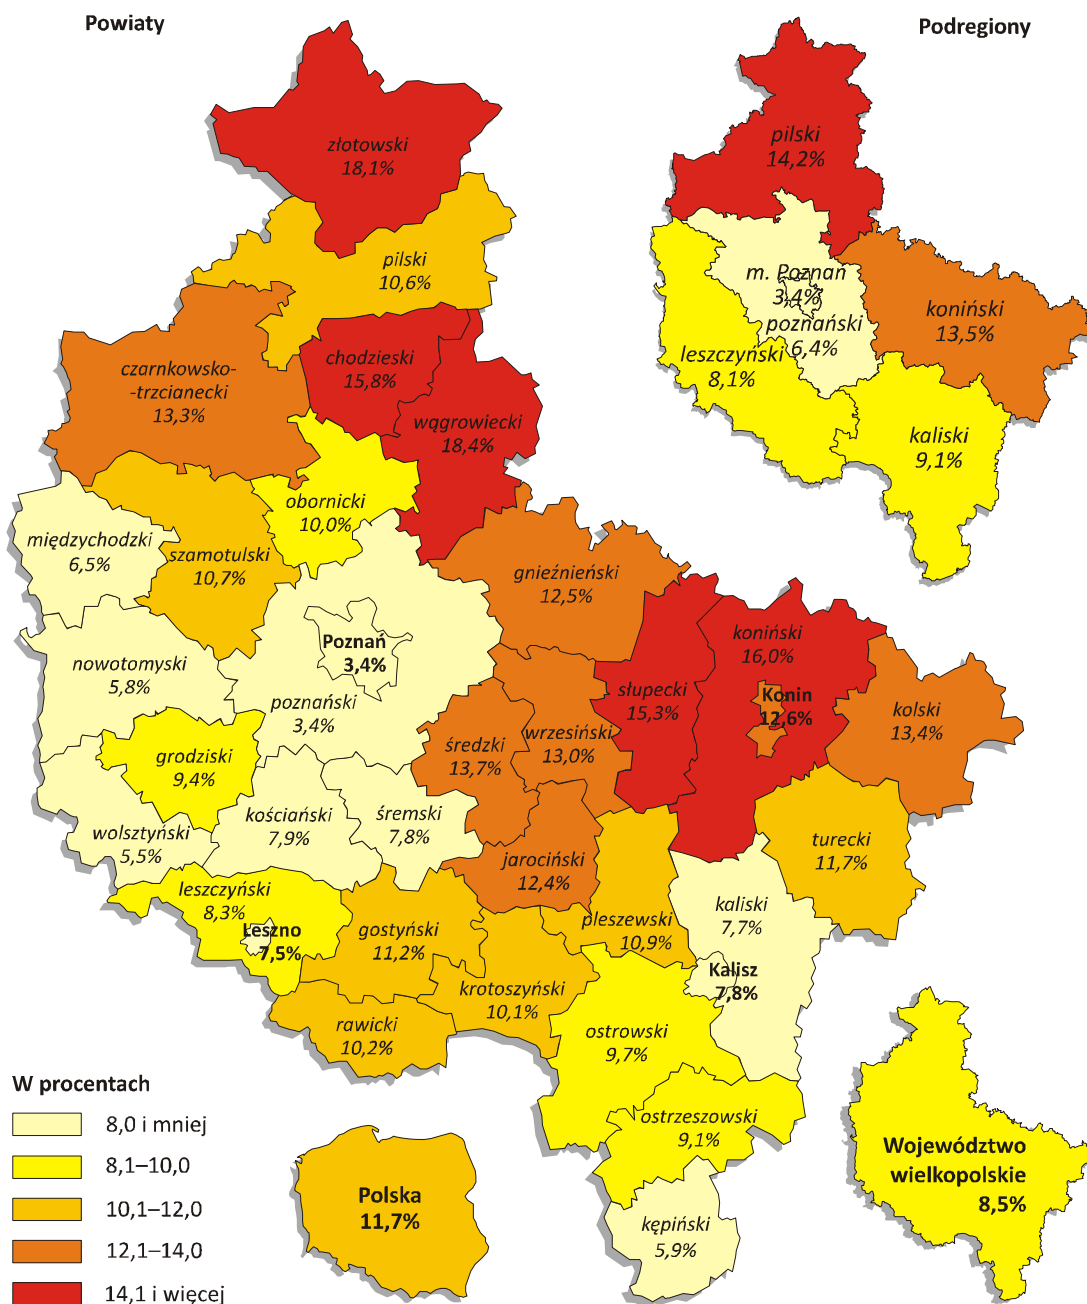 Powiaty
Podregiony
złotowski
18,1%
pilski
10,6%
czarnkowsko-
-trzcianecki
13,3%
chodzieski
15,8%
wągrowiecki
18,4%
obornicki
10,0%
międzychodzki
6,5%
szamotulski
10,7%
gnieźnieński
12,5%
Poznań
3,4%
nowotomyski
5,8%
poznański
3,4%
koniński
16,0%
słupecki
15,3%
Konin
12,6%
kolski
13,4%
średzki
13,7%
wrzesiński
13,0%
grodziski
9,4%
kościański
7,9%
śremski
7,8%
wolsztyński
5,5%
jarociński
12,4%
turecki
11,7%
leszczyński
8,3%
Leszno
7,5%
gostyński
11,2%
pleszewski
10,9%
kaliski
7,7%
Kalisz
7,8%
krotoszyński
10,1%
rawicki
10,2%
ostrowski
9,7%
ostrzeszowski
9,1%
kępiński
5,9%
pilski
14,2%
m. Poznań
3,4%
poznański
6,4%
koniński
13,5%
leszczyński
8,1%
kaliski
9,1%
W procentach
8,0 i mniej
8,1–10,0
10,1–12,0
12,1–14,0
14,1 i więcej
Polska
11,7%
Województwo
wielkopolskie
8,5%